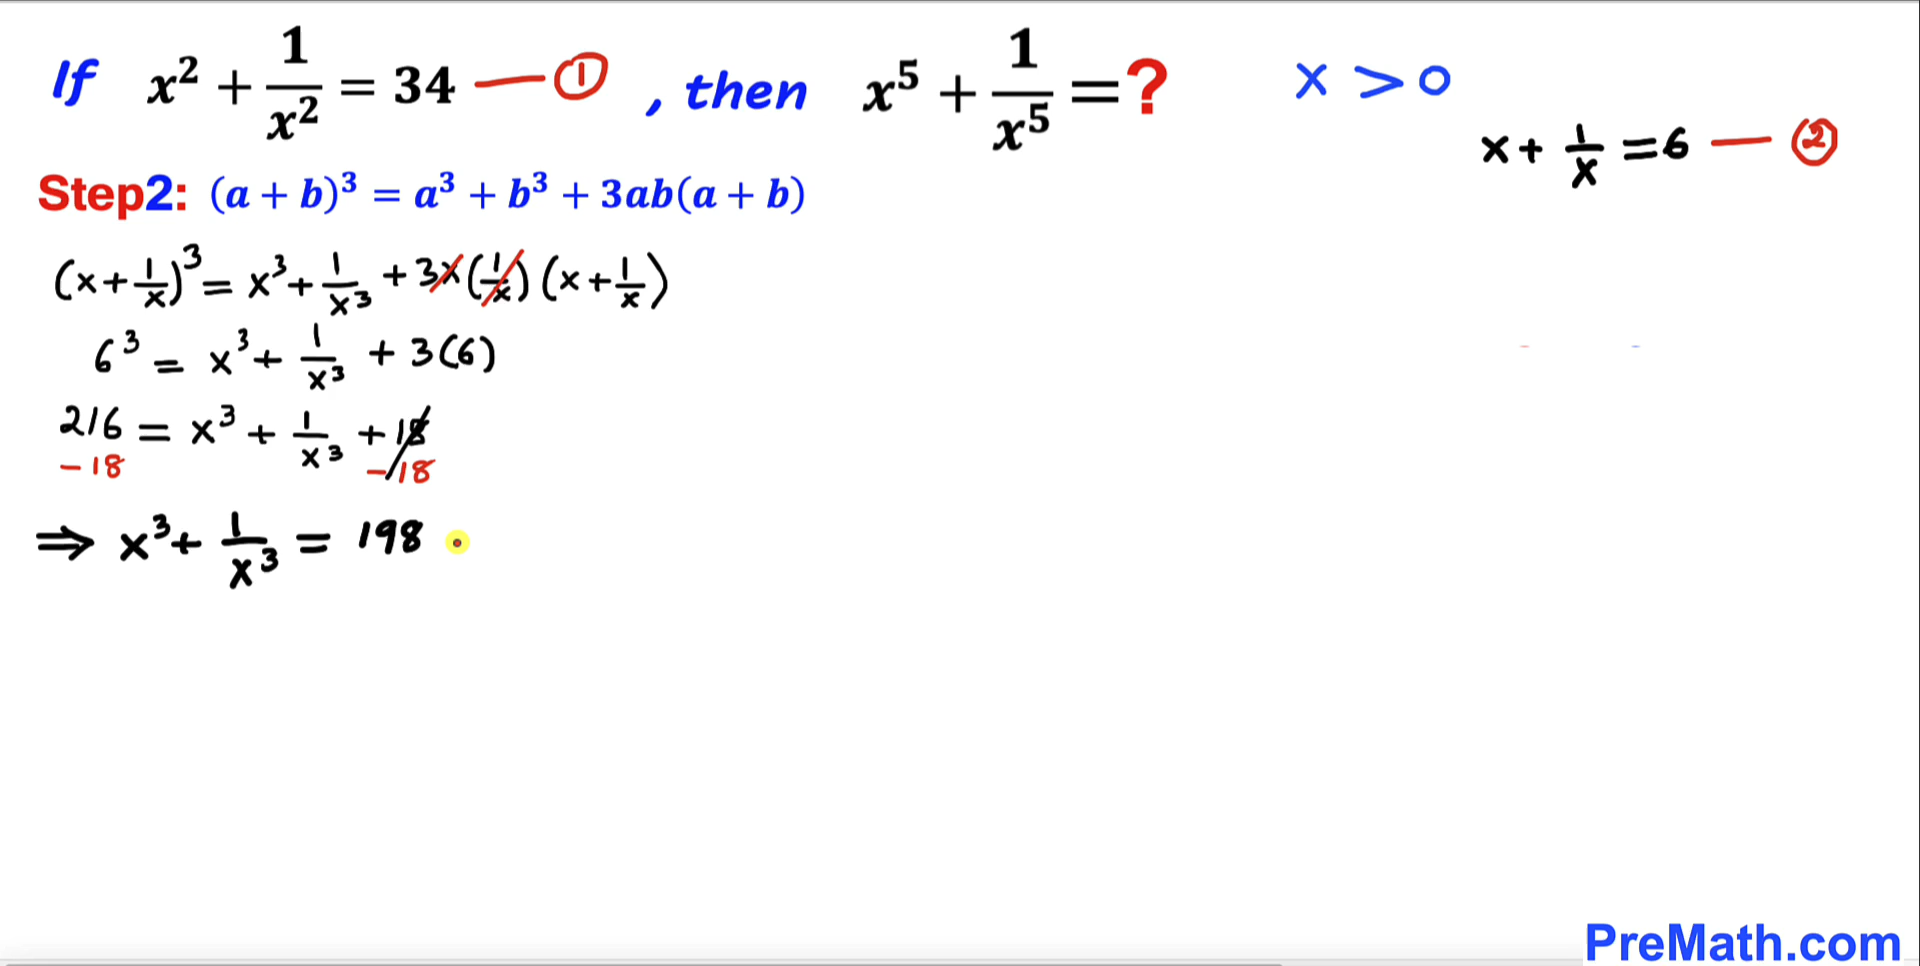 If x² + 1/x² = 34 — ① , then x⁵ + 1/x⁵ = ? x > 0
x + 1/x = 6 — ②
Step2: (a + b)³ = a³ + b³ + 3ab(a + b)
(x + 1/x)³ = x³ + 1/x³ + 3x(1/x)(x + 1/x)
6³ = x³ + 1/x³ + 3(6)
216 = x³ + 1/x³ + 18
-18 -18
⇒ x³ + 1/x³ = 198
PreMath.com